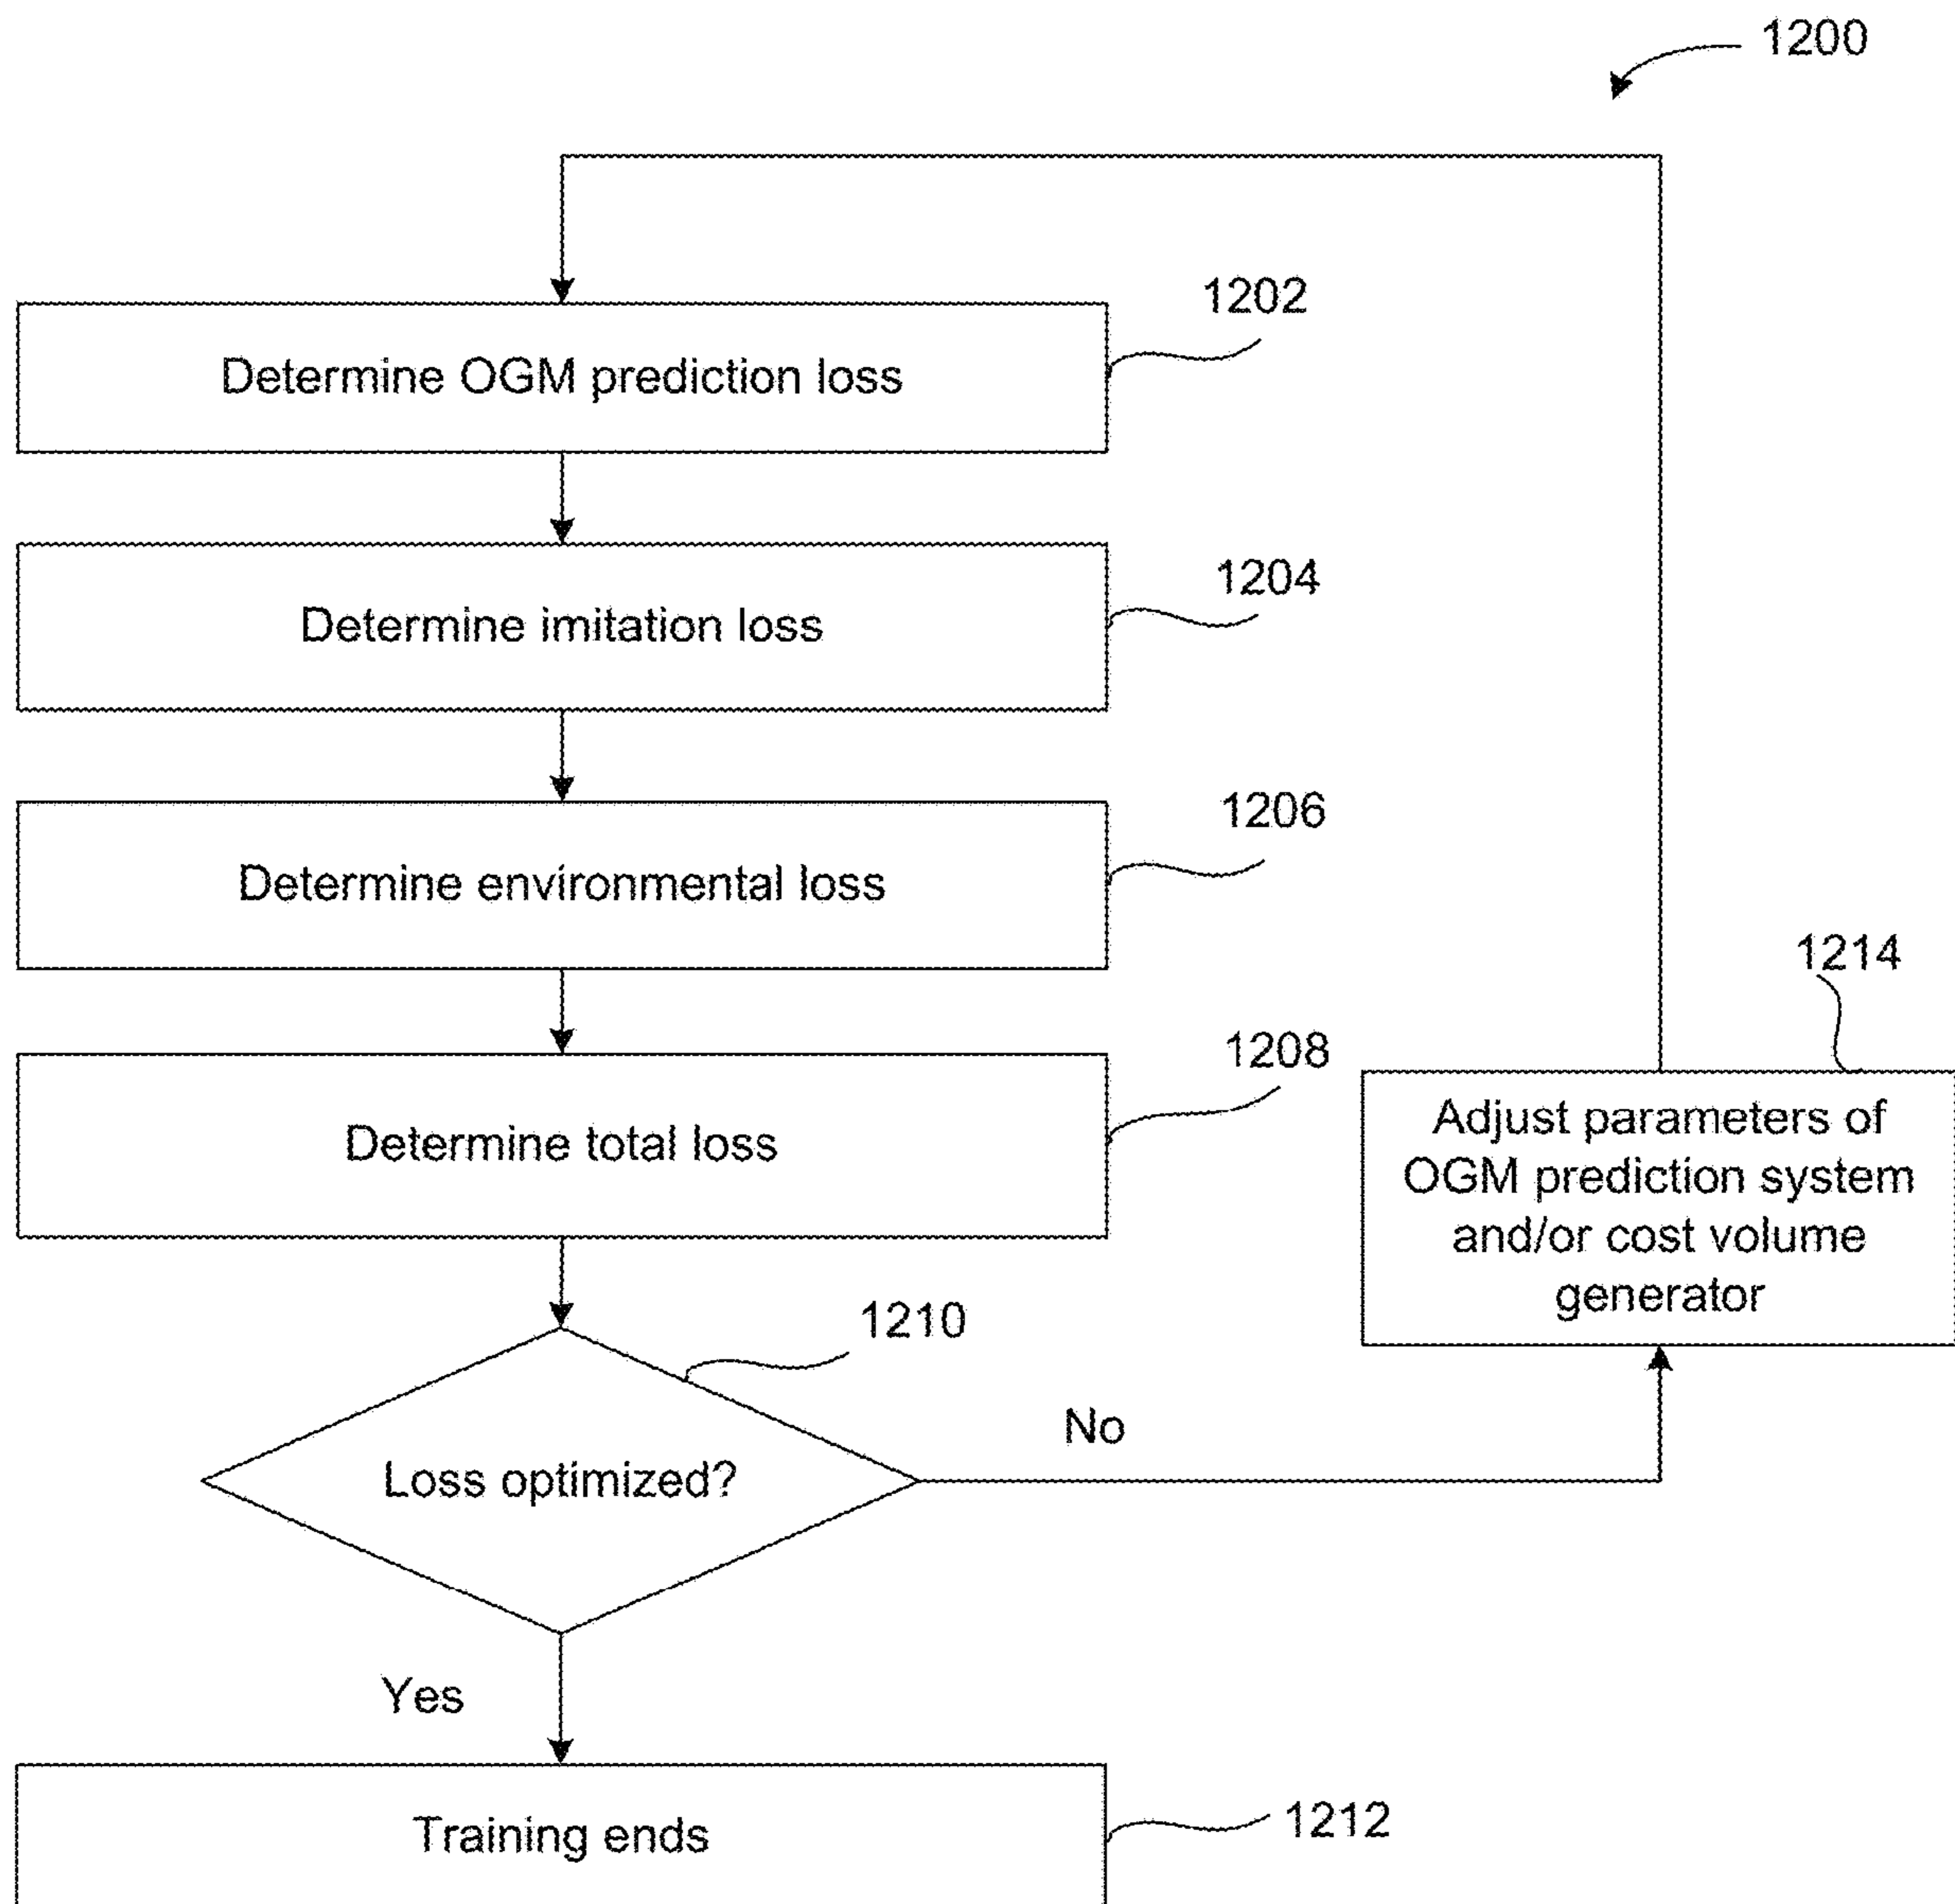 1200
1202
Determine OGM prediction loss
1204
Determine imitation loss
1206
Determine environmental loss
1214
1208
Determine total loss
Adjust parameters of
OGM prediction system
and/or cost volume
generator
1210
No
Loss optimized?
Yes
Training ends
1212